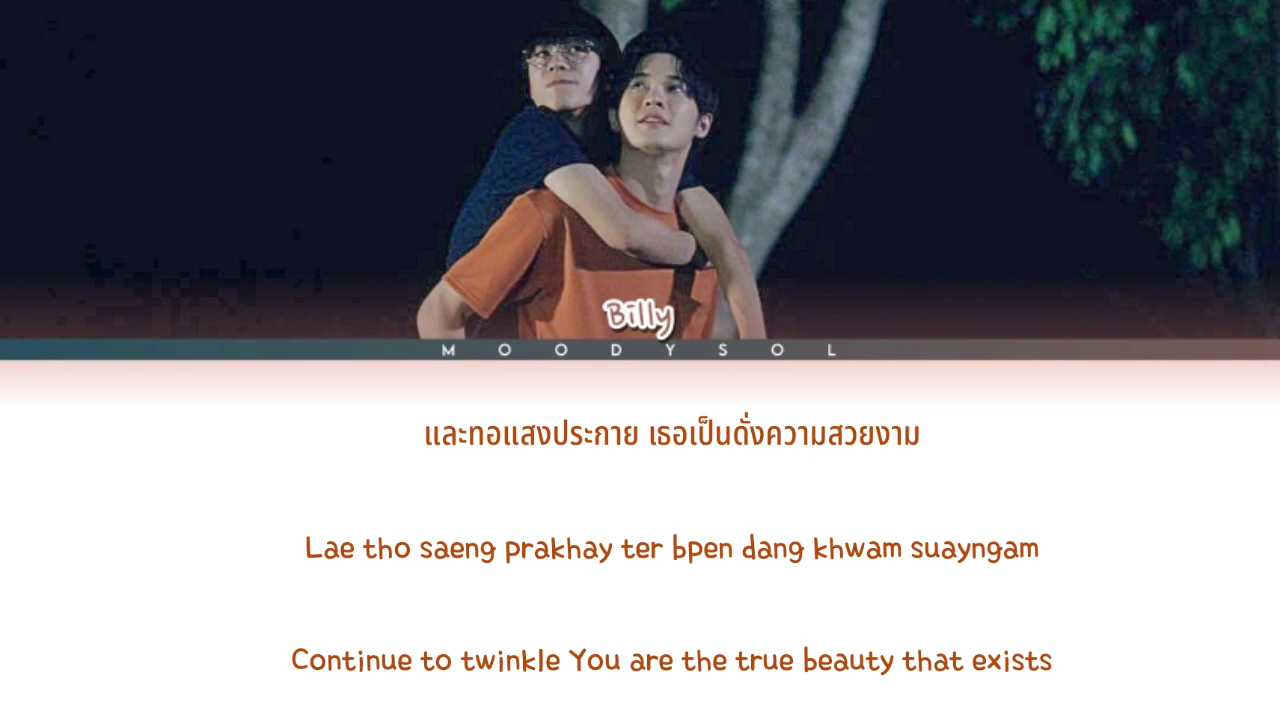 Billy
MOODYSOL
และทอแสงประกาย เธอเป็นดั่งความสวยงาม
Lae tho saeng prakhay ter bpen dang khwam suayngam
Continue to twinkle You are the true beauty that exists